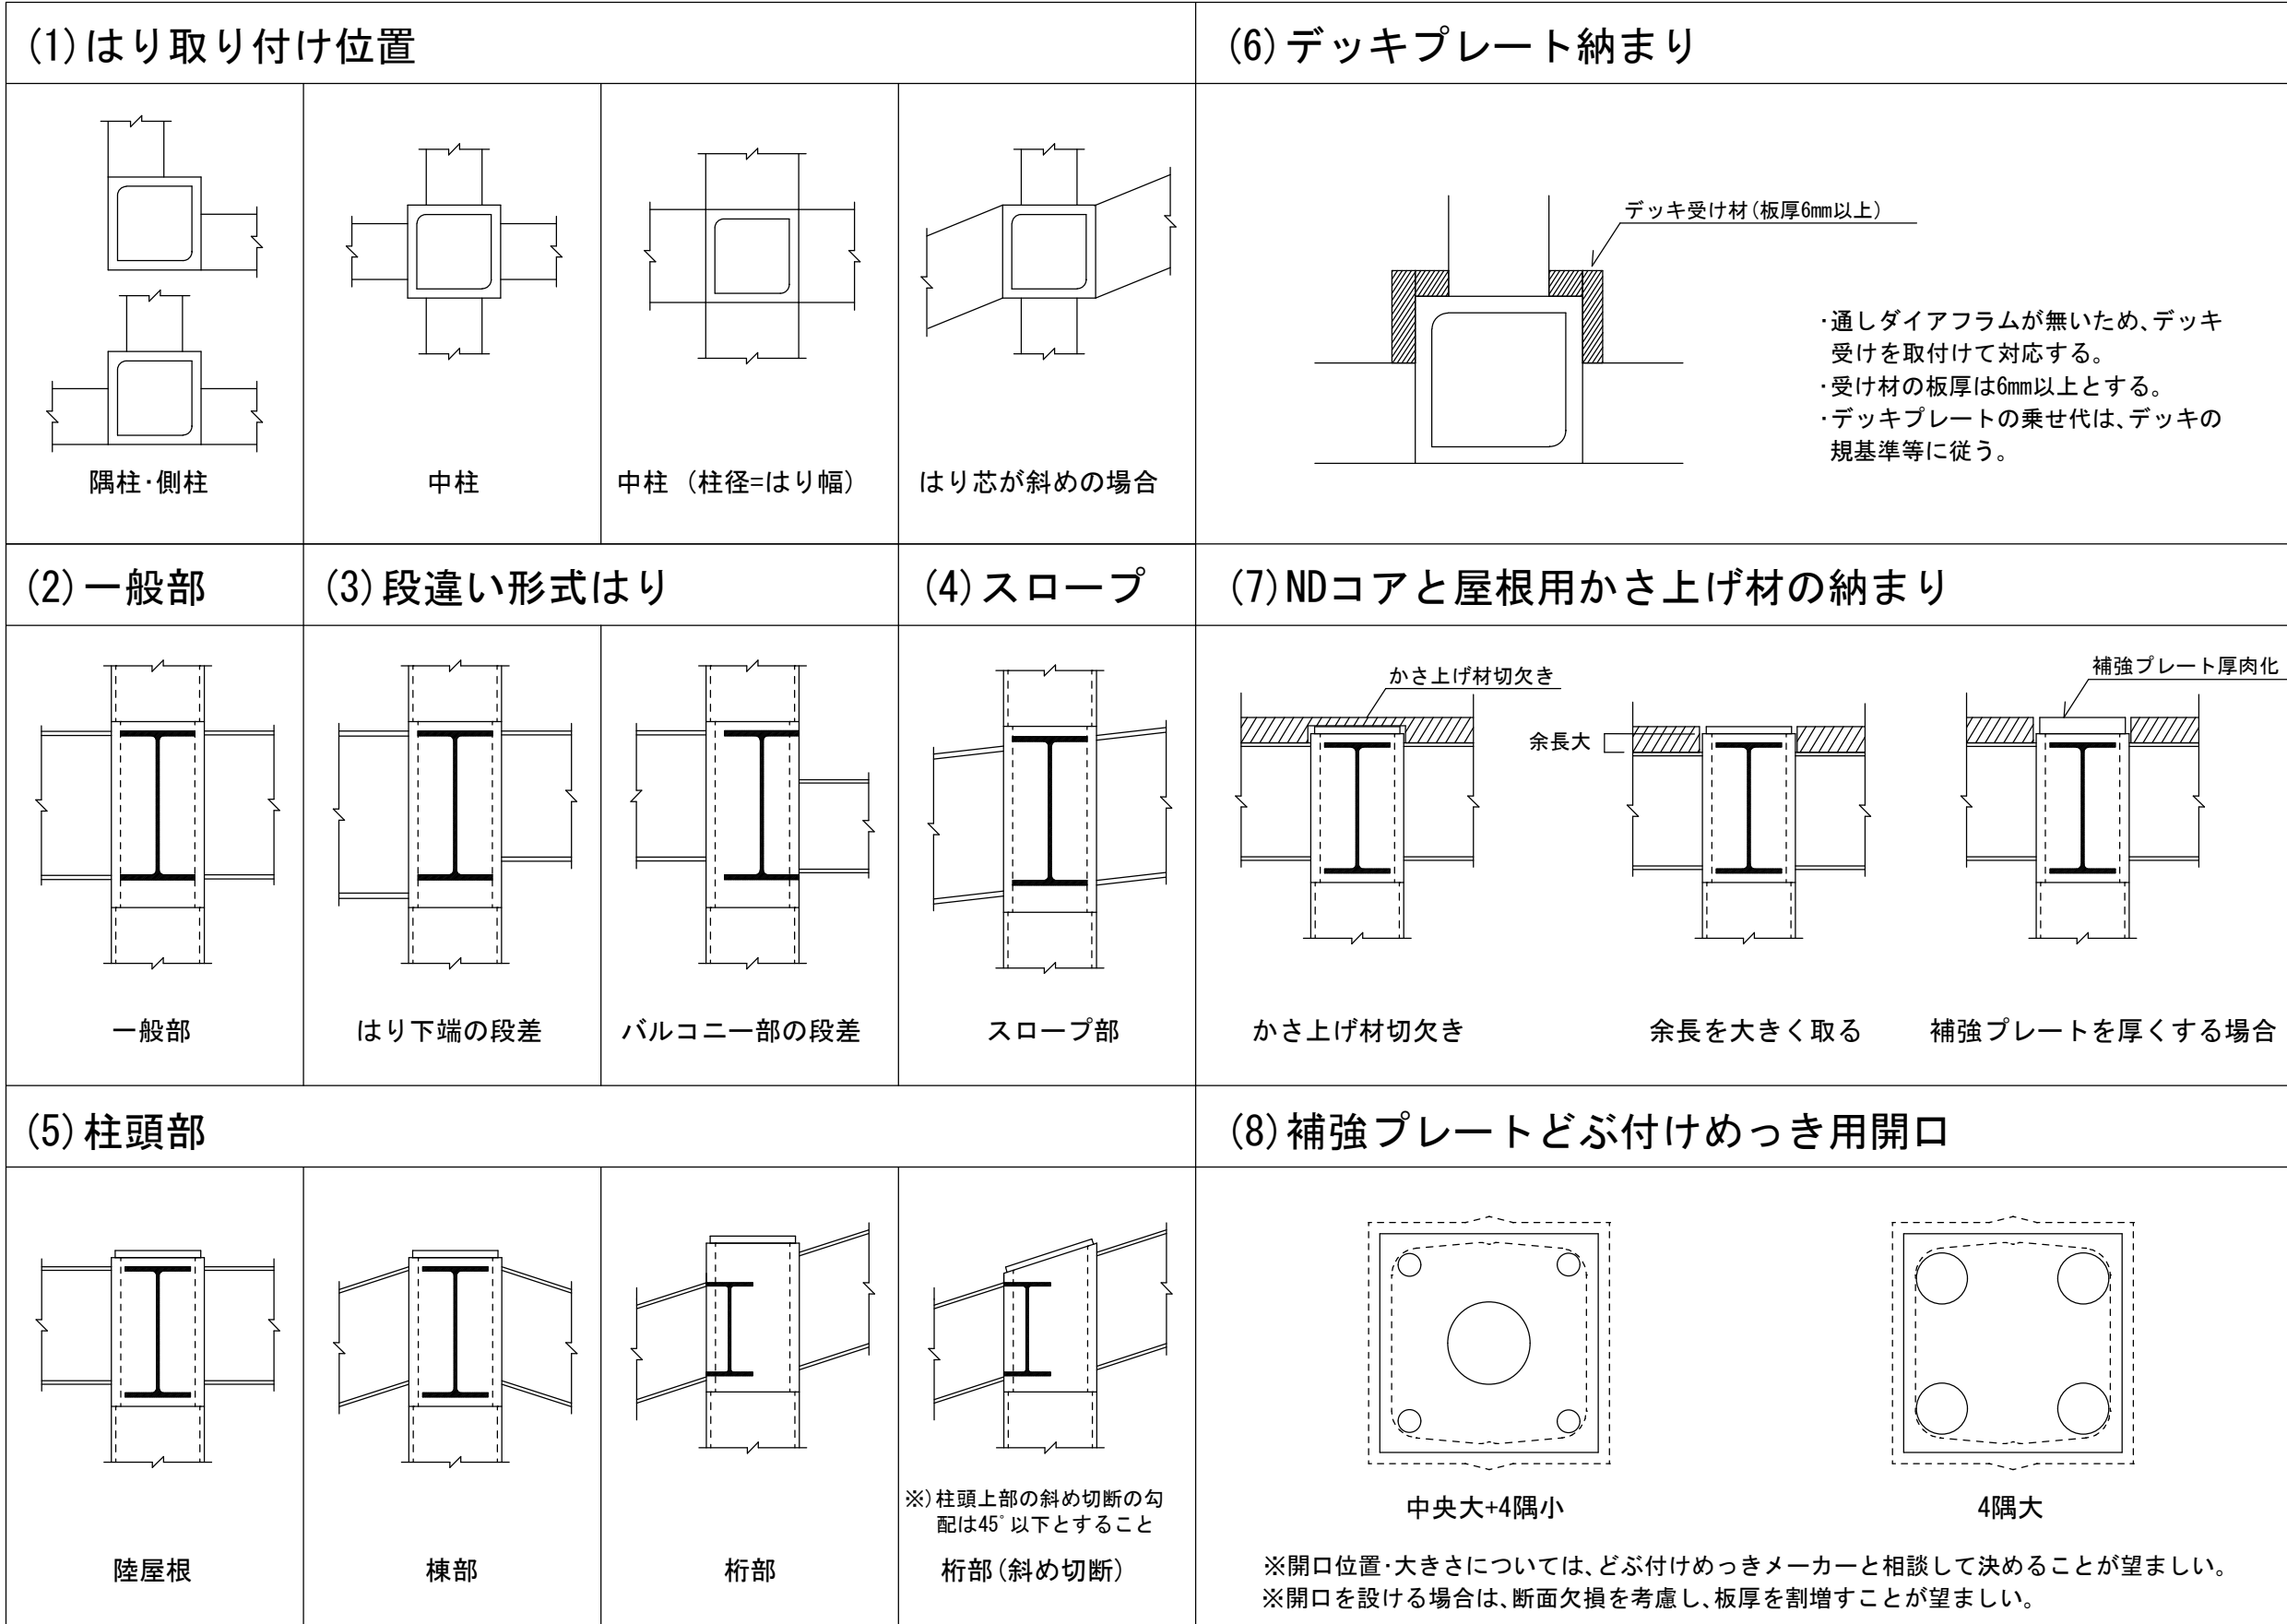 (1)はり取り付け位置
隅柱・側柱
中柱
中柱（柱径=はり幅）
はり芯が斜めの場合
(2)一般部
(3)段違い形式はり
(4)スロープ
一般部
はり下端の段差
バルコニー部の段差
スロープ部
(5)柱頭部
陸屋根
棟部
桁部
※)柱頭上部の斜め切断の勾
配は45°以下とすること
桁部(斜め切断)
(6)デッキプレート納まり
デッキ受け材(板厚6mm以上)
・通しダイアフラムが無いため、デッキ
受けを取付けて対応する。
・受け材の板厚は6mm以上とする。
・デッキプレートの乗せ代は、デッキの
規基準等に従う。
(7)NDコアと屋根用かさ上げ材の納まり
かさ上げ材切欠き
余長大
補強プレート厚肉化
かさ上げ材切欠き
余長を大きく取る
補強プレートを厚くする場合
(8)補強プレートどぶ付けめっき用開口
中央大+4隅小
4隅大
※開口位置・大きさについては、どぶ付けめっきメーカーと相談して決めることが望ましい。
※開口を設ける場合は、断面欠損を考慮し、板厚を割増すことが望ましい。